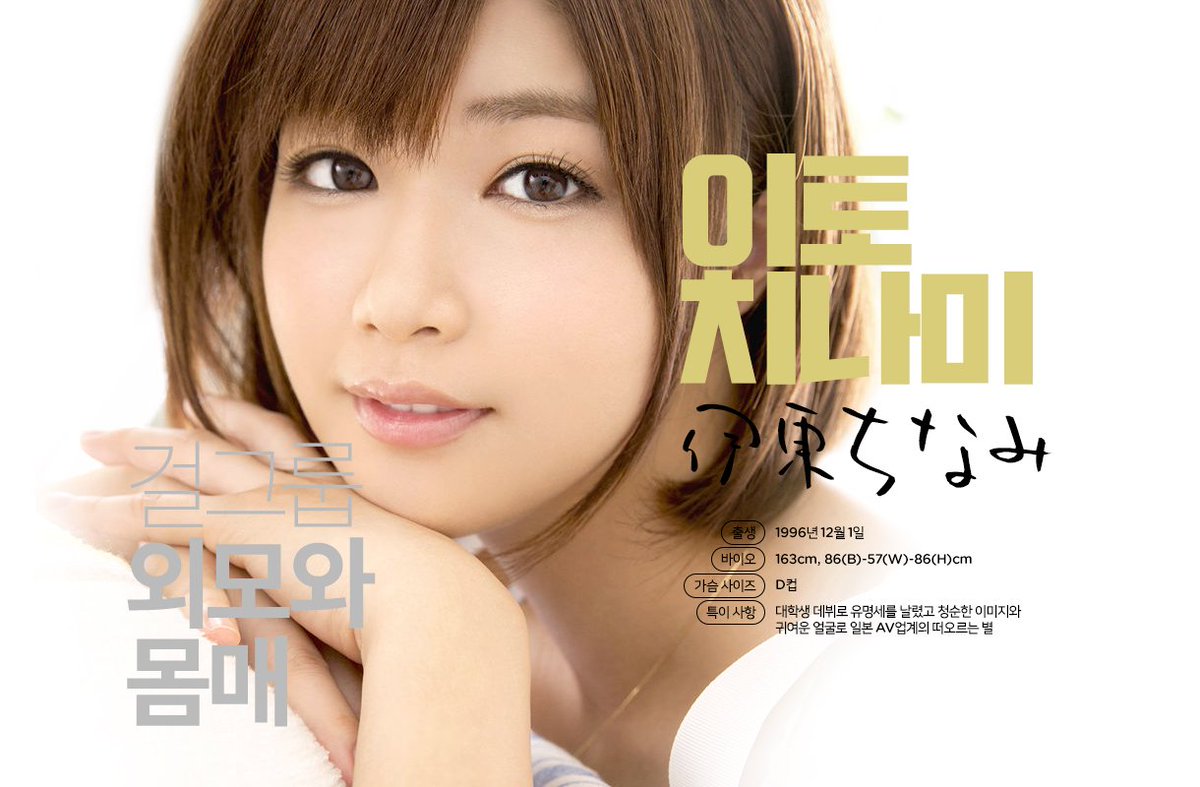 이토
치나미
伊東ちなみ
걸그룹
외모와
몸매
출생 1996년 12월 1일
바이오 163cm, 86(B)-57(W)-86(H)cm
가슴 사이즈 D컵
특이 사항 대학생 데뷔로 유명세를 날렸고 청순한 이미지와
귀여운 얼굴로 일본 AV업계의 떠오르는 별